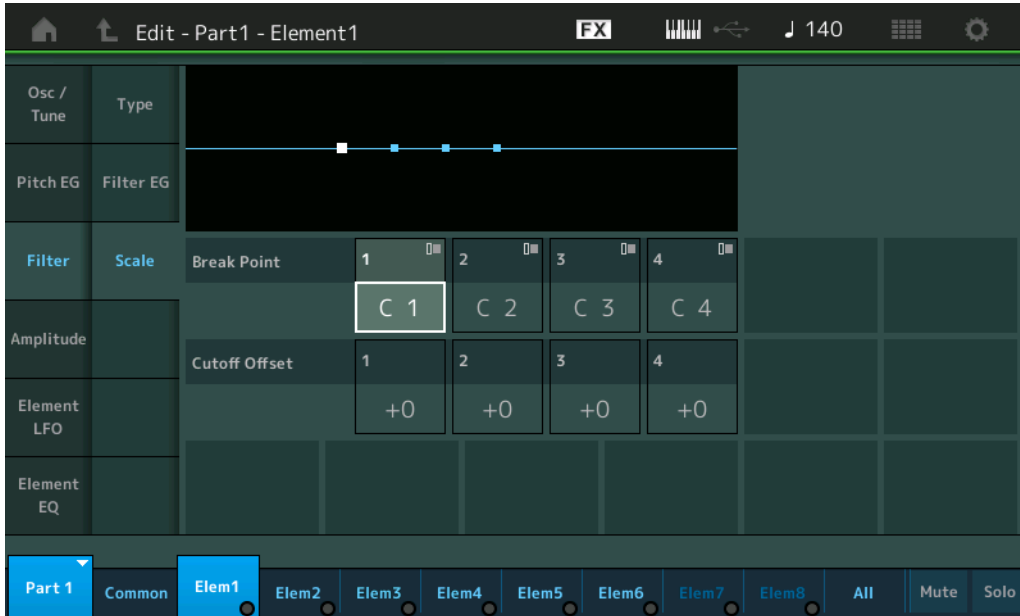 Edit - Part1 - Element1
FX
140
Osc /
Tune
Type
Pitch EG
Filter EG
Filter
Scale
Break Point
1
2
3
4
C 1
C 2
C 3
C 4
Amplitude
Cutoff Offset
1
2
3
4
+0
+0
+0
+0
Element
LFO
Element
EQ
Part 1
Common
Elem1
Elem2
Elem3
Elem4
Elem5
Elem6
Elem7
Elem8
All
Mute
Solo